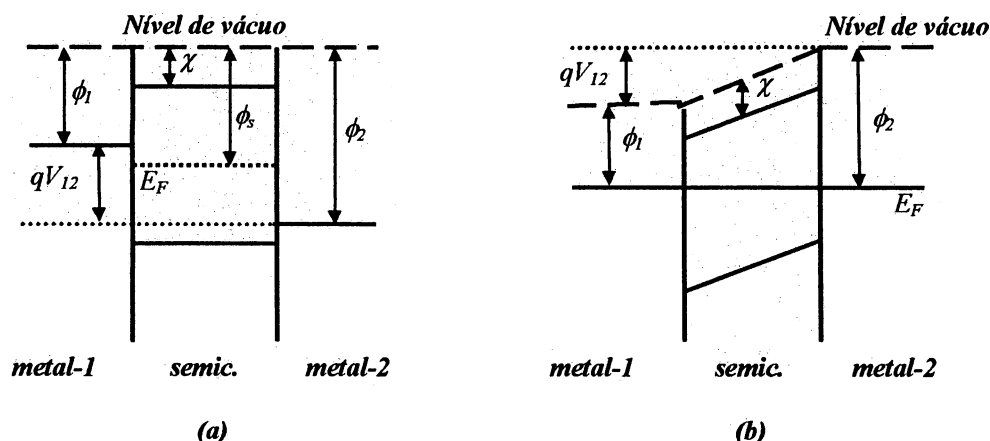 Nível de vácuo
χ
ϕ1
ϕs
ϕ2
qV12
EF
metal-1 semic. metal-2
(a)
Nível de vácuo
qV12
χ
ϕ1
ϕ2
EF
metal-1 semic. metal-2
(b)